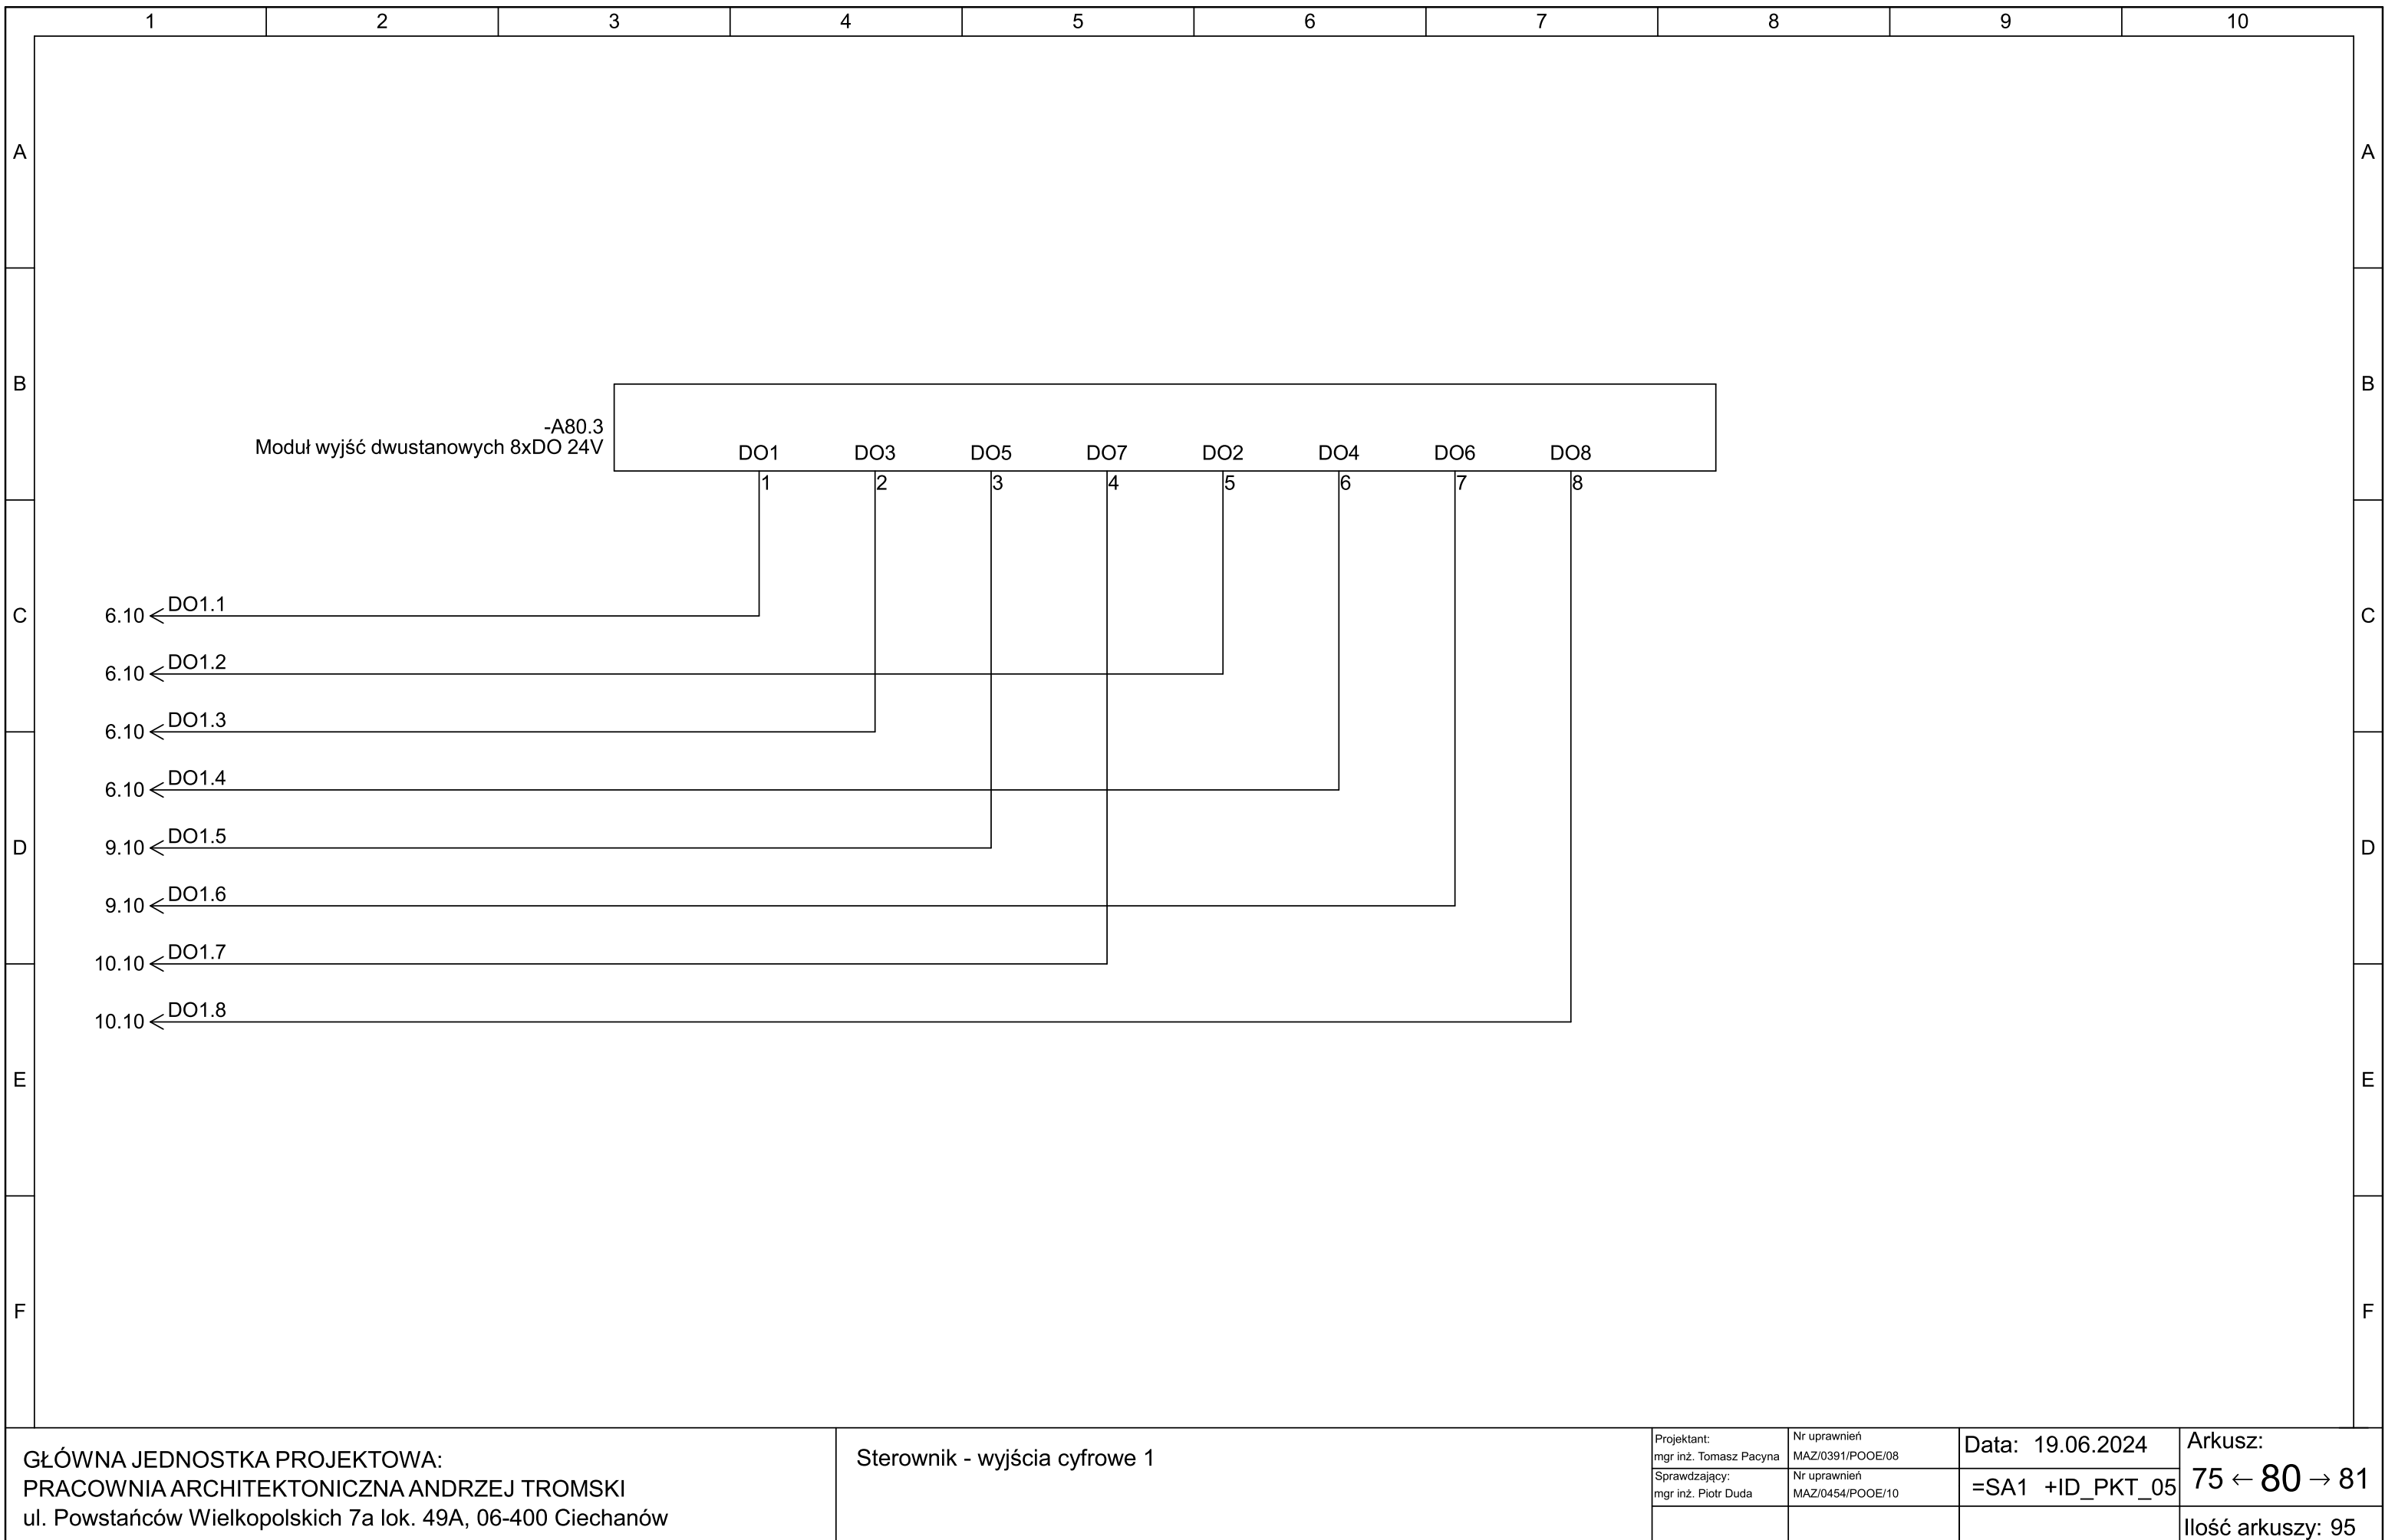 1 2 3 4 5 6 7 8 9 10
A A
B B
-A80.3
Moduł wyjść dwustanowych 8xDO 24V
DO1 DO3 DO5 DO7 DO2 DO4 DO6 DO8
1 2 3 4 5 6 7 8
C C
6.10 DO1.1
6.10 DO1.2
6.10 DO1.3
6.10 DO1.4
D D
9.10 DO1.5
9.10 DO1.6
10.10 DO1.7
10.10 DO1.8
E E
F F
GŁÓWNA JEDNOSTKA PROJEKTOWA:
PRACOWNIA ARCHITEKTONICZNA ANDRZEJ TROMSKI
ul. Powstańców Wielkopolskich 7a lok. 49A, 06-400 Ciechanów
Sterownik - wyjścia cyfrowe 1
Projektant: Nr uprawnień
mgr inż. Tomasz Pacyna MAZ/0391/POOE/08
Sprawdzający: Nr uprawnień
mgr inż. Piotr Duda MAZ/0454/POOE/10
Data: 19.06.2024
=SA1 +ID_PKT_05
Arkusz:
75 ← 80 → 81
Ilość arkuszy: 95